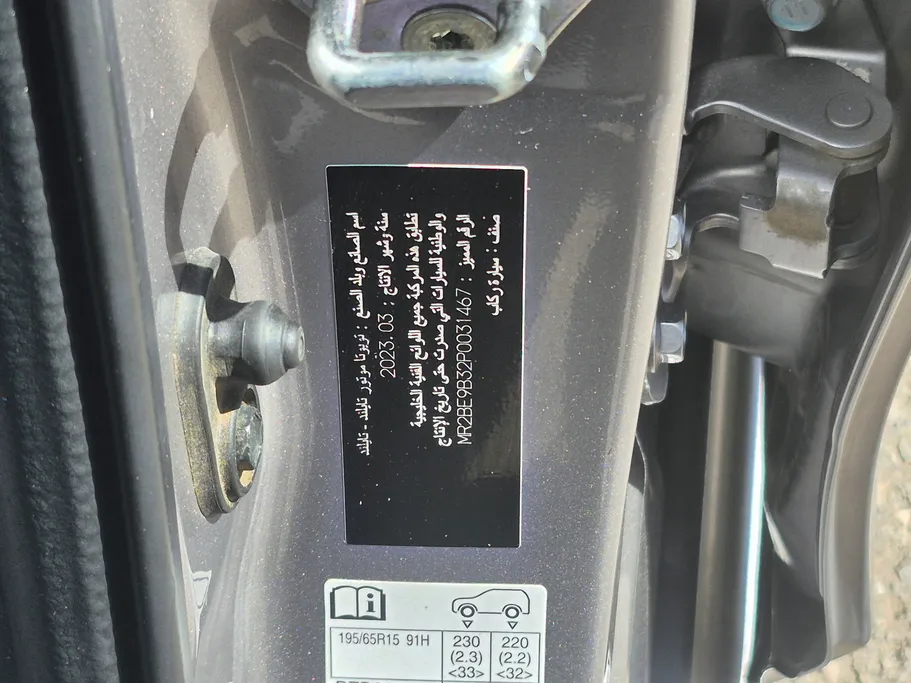 اسم الصانع وبلد الصنع : تويوتا موتور تايلند - تايلند
سنة وشهر الانتاج : 2023.03
تطابق هذه المركبة جميع اللوائح الفنية الخليجية
والوطنية للسيارات التي صدرت حتى تاريخ الإنتاج
الرقم المميز : MR2BE9B32P0031467
صنف : سيارة ركاب
195/65R15 91H
230
(2.3)
<33>
220
(2.2)
<32>